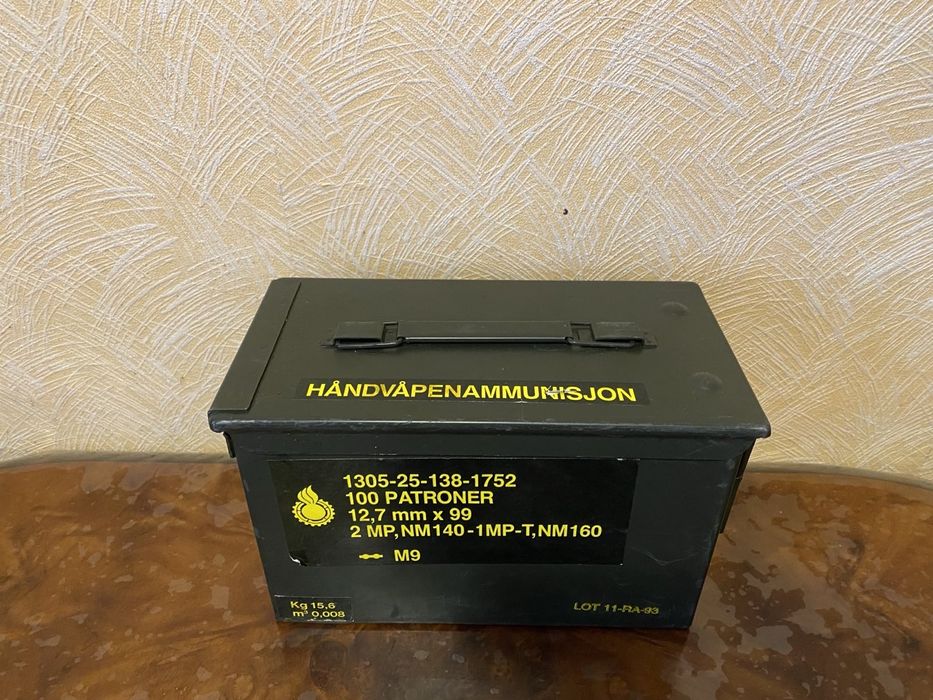 HÅNDVÅPENAMMUNISJON
1305-25-138-1752
100 PATRONER
12,7 mm x 99
2 MP, NM140-1MP-T, NM160
M9
Kg 15,6
m³ 0,008
LOT 11-RA-93